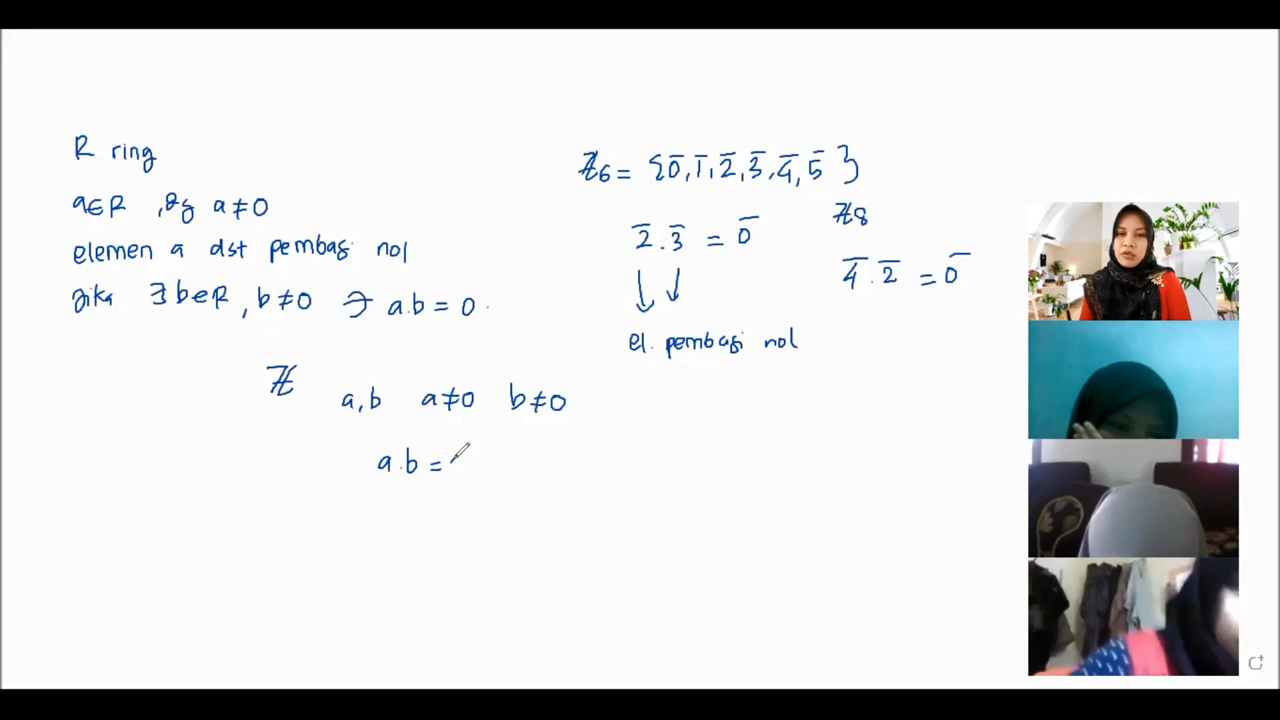 R ring
a∈R , dg a≠0
elemen a dst pembagi nol
jika ∃ b∈R , b≠0 ∋ a.b = 0.
ℤ
a,b a≠0 b≠0
a.b =
ℤ6 = {0̄, 1̄, 2̄, 3̄, 4̄, 5̄ }
2̄ . 3̄ = 0̄
↓ ↓
el. pembagi nol
ℤ8
4̄ . 2̄ = 0̄